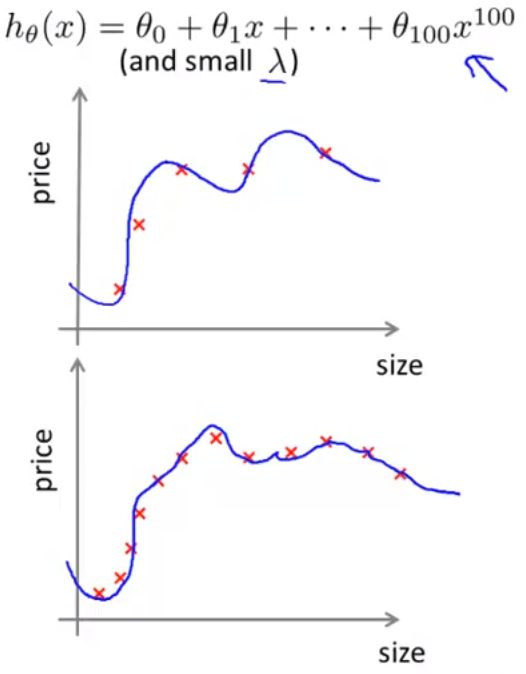 hθ(x) = θ0 + θ1x + · · · + θ100x^100
(and small λ)
price
size
price
size